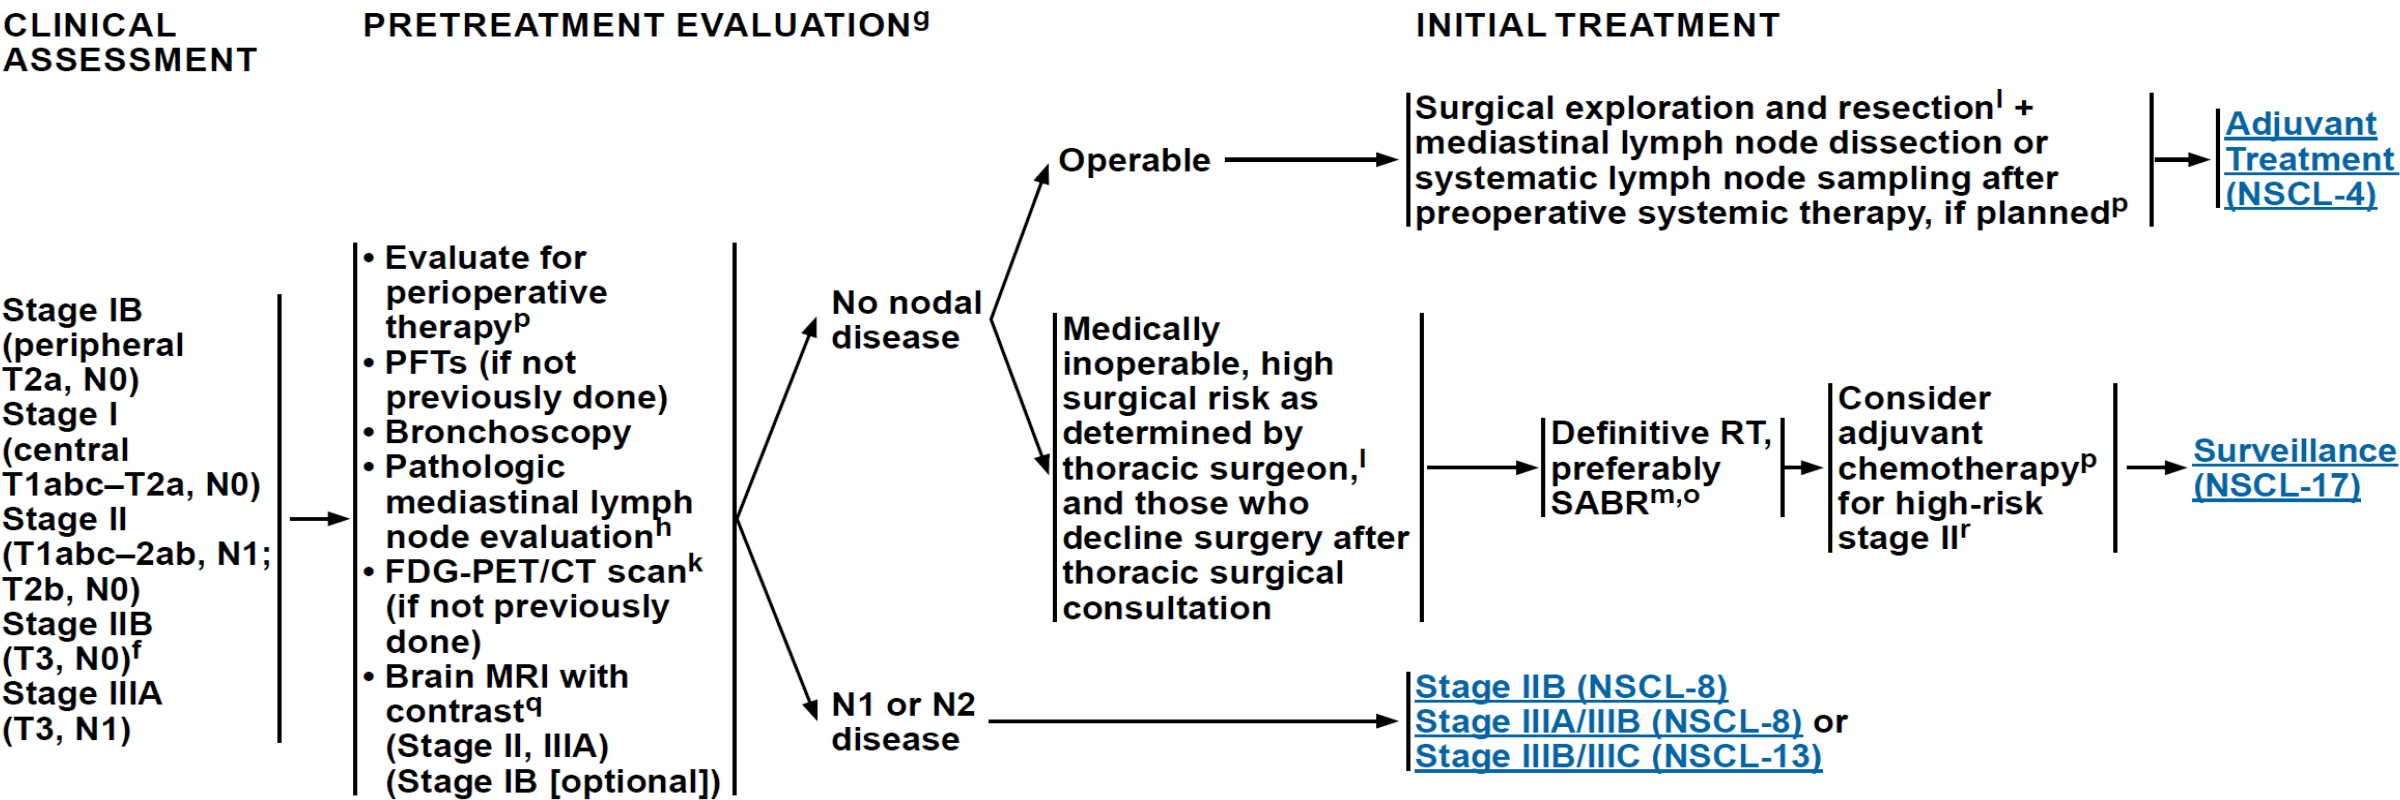 CLINICAL
ASSESSMENT
PRETREATMENT EVALUATIONg
INITIAL TREATMENT
Stage IB
(peripheral
T2a, N0)
Stage I
(central
T1abc–T2a, N0)
Stage II
(T1abc–2ab, N1;
T2b, N0)
Stage IIB
(T3, N0)f
Stage IIIA
(T3, N1)
• Evaluate for
perioperative
therapyp
• PFTs (if not
previously done)
• Bronchoscopy
• Pathologic
mediastinal lymph
node evaluationh
• FDG-PET/CT scank
(if not previously
done)
• Brain MRI with
contrastq
(Stage II, IIIA)
(Stage IB [optional])
No nodal
disease
Operable
Surgical exploration and resectionl +
mediastinal lymph node dissection or
systematic lymph node sampling after
preoperative systemic therapy, if plannedp
Adjuvant
Treatment
(NSCL-4)
Medically
inoperable, high
surgical risk as
determined by
thoracic surgeon,l
and those who
decline surgery after
thoracic surgical
consultation
Definitive RT,
preferably
SABRm,o
Consider
adjuvant
chemotherapyp
for high-risk
stage IIr
Surveillance
(NSCL-17)
N1 or N2
disease
Stage IIB (NSCL-8)
Stage IIIA/IIIB (NSCL-8) or
Stage IIIB/IIIC (NSCL-13)